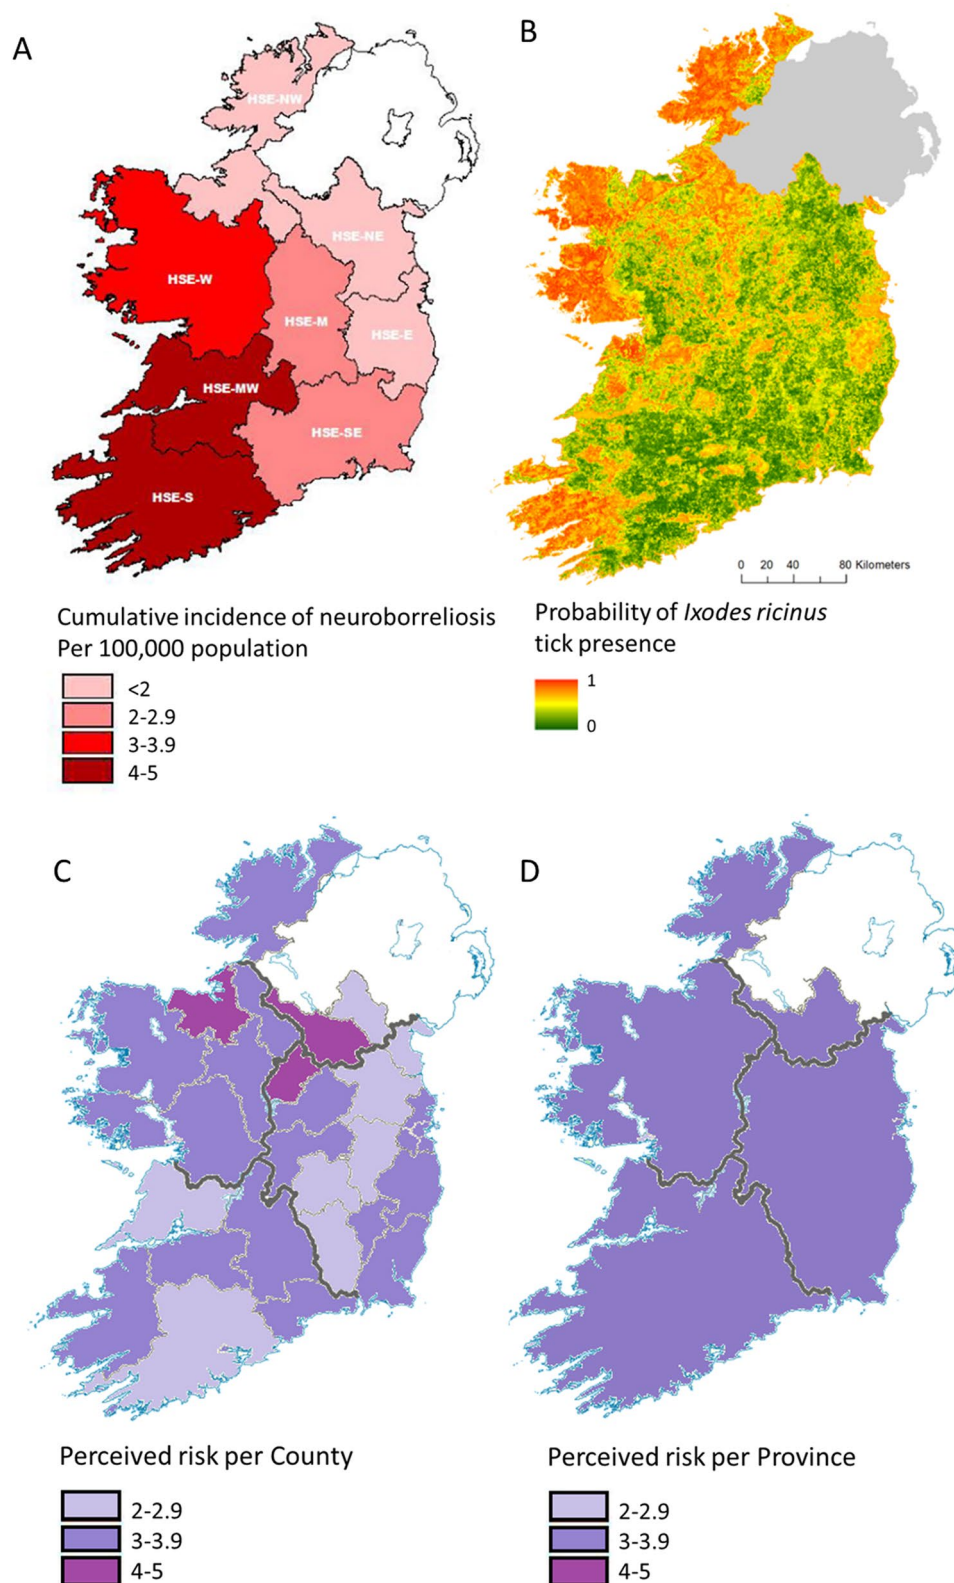 A
HSE-NW
HSE-NE
HSE-W
HSE-M
HSE-E
HSE-MW
HSE-SE
HSE-S
Cumulative incidence of neuroborreliosis
Per 100,000 population
<2
2-2.9
3-3.9
4-5
B
0 20 40 80 Kilometers
Probability of Ixodes ricinus
tick presence
1
0
C
Perceived risk per County
2-2.9
3-3.9
4-5
D
Perceived risk per Province
2-2.9
3-3.9
4-5